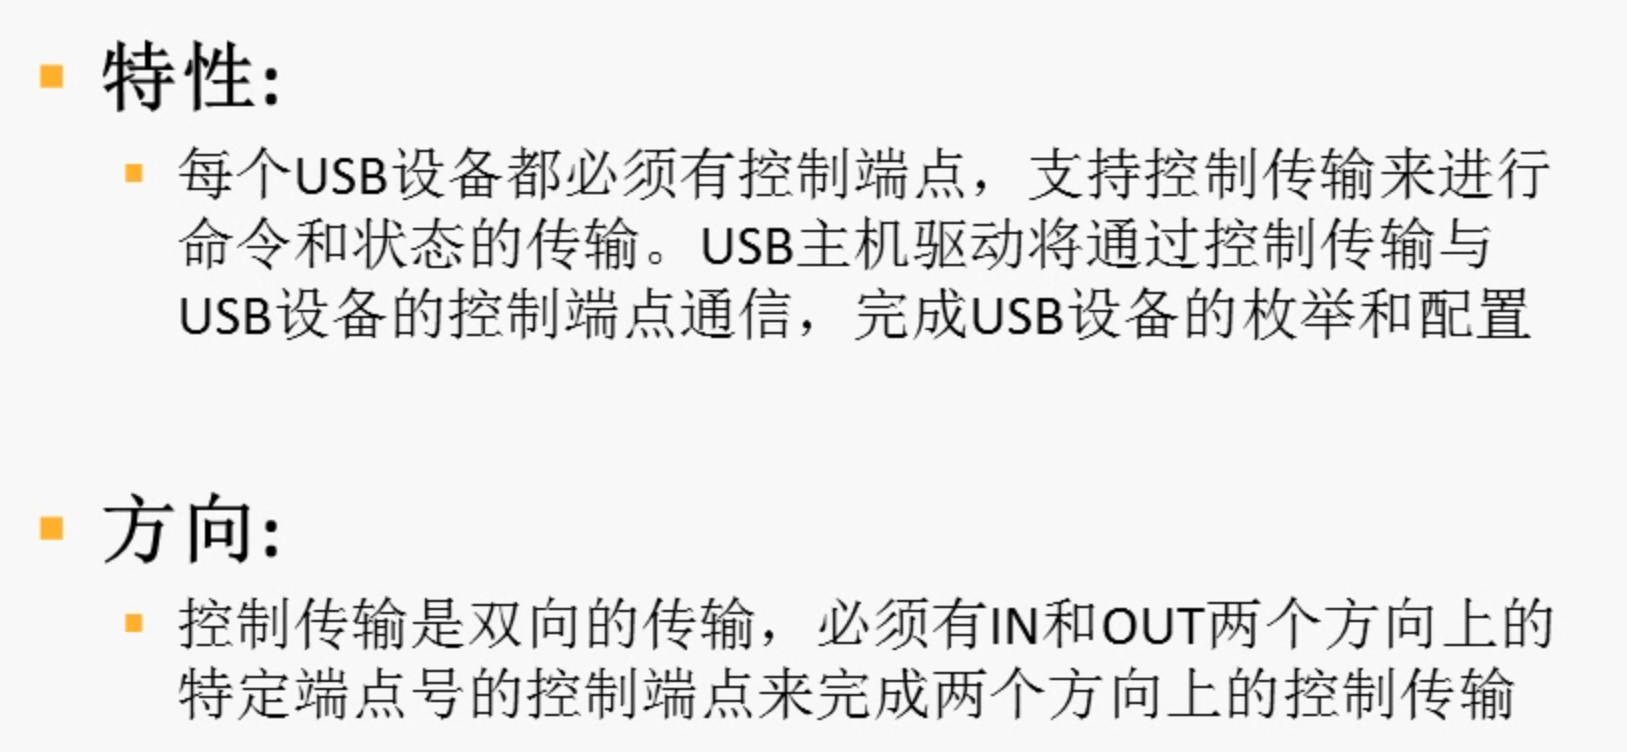 特性:
每个USB设备都必须有控制端点，支持控制传输来进行
命令和状态的传输。USB主机驱动将通过控制传输与
USB设备的控制端点通信，完成USB设备的枚举和配置
方向:
控制传输是双向的传输，必须有IN和OUT两个方向上的
特定端点号的控制端点来完成两个方向上的控制传输